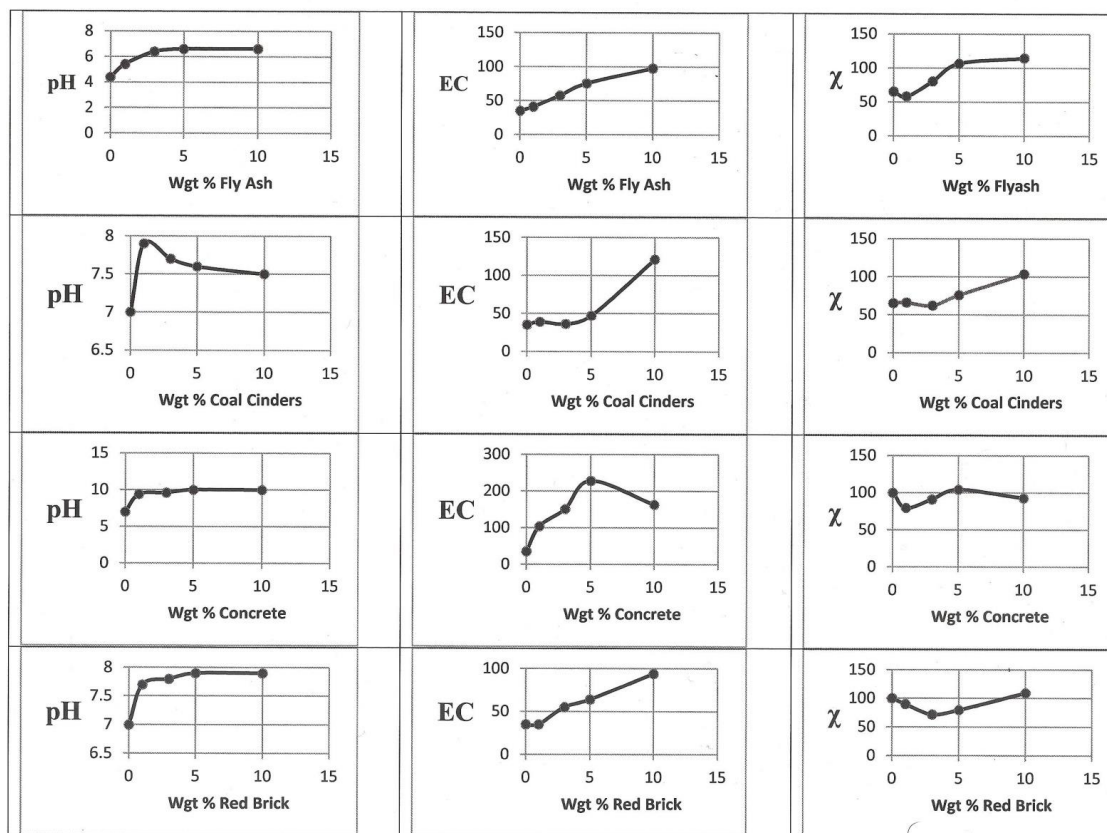 8
6
pH
4
2
0
0 5 10 15
Wgt % Fly Ash
150
100
EC
50
0
0 5 10 15
Wgt % Fly Ash
150
100
χ
50
0
0 5 10 15
Wgt % Flyash
8
7.5
pH
7
6.5
0 5 10 15
Wgt % Coal Cinders
150
100
EC
50
0
0 5 10 15
Wgt % Coal Cinders
150
100
χ
50
0
0 5 10 15
Wgt % Coal Cinders
15
10
pH
5
0
0 5 10 15
Wgt % Concrete
300
200
EC
100
0
0 5 10 15
Wgt % Concrete
150
100
χ
50
0
0 5 10 15
Wgt % Concrete
8
7.5
pH
7
6.5
0 5 10 15
Wgt % Red Brick
100
EC
50
0
0 5 10 15
Wgt % Red Brick
150
100
χ
50
0
0 5 10 15
Wgt % Red Brick